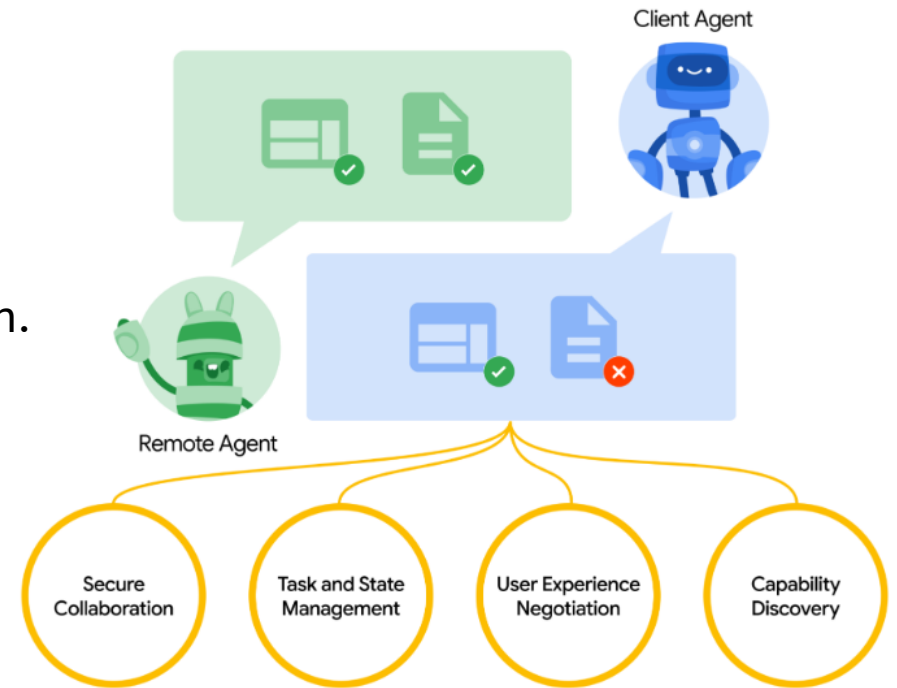 Client Agent
n.
Remote Agent
Secure
Collaboration
Task and State
Management
User Experience
Negotiation
Capability
Discovery